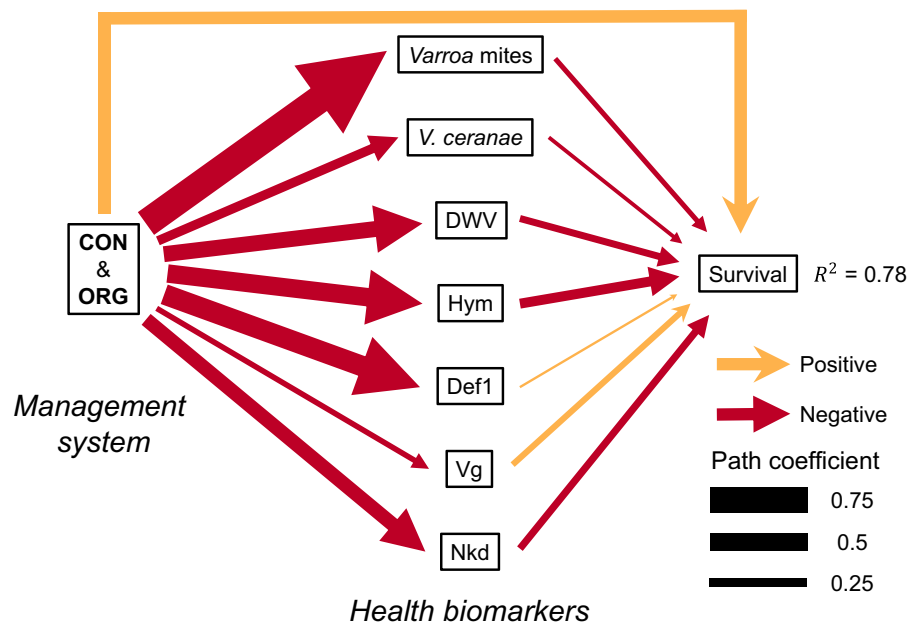 Varroa mites
V. ceranae
DWV
CON
&
ORG
Survival
R² = 0.78
Hym
Def1
Vg
Nkd
Management
system
Health biomarkers
Positive
Negative
Path coefficient
0.75
0.5
0.25